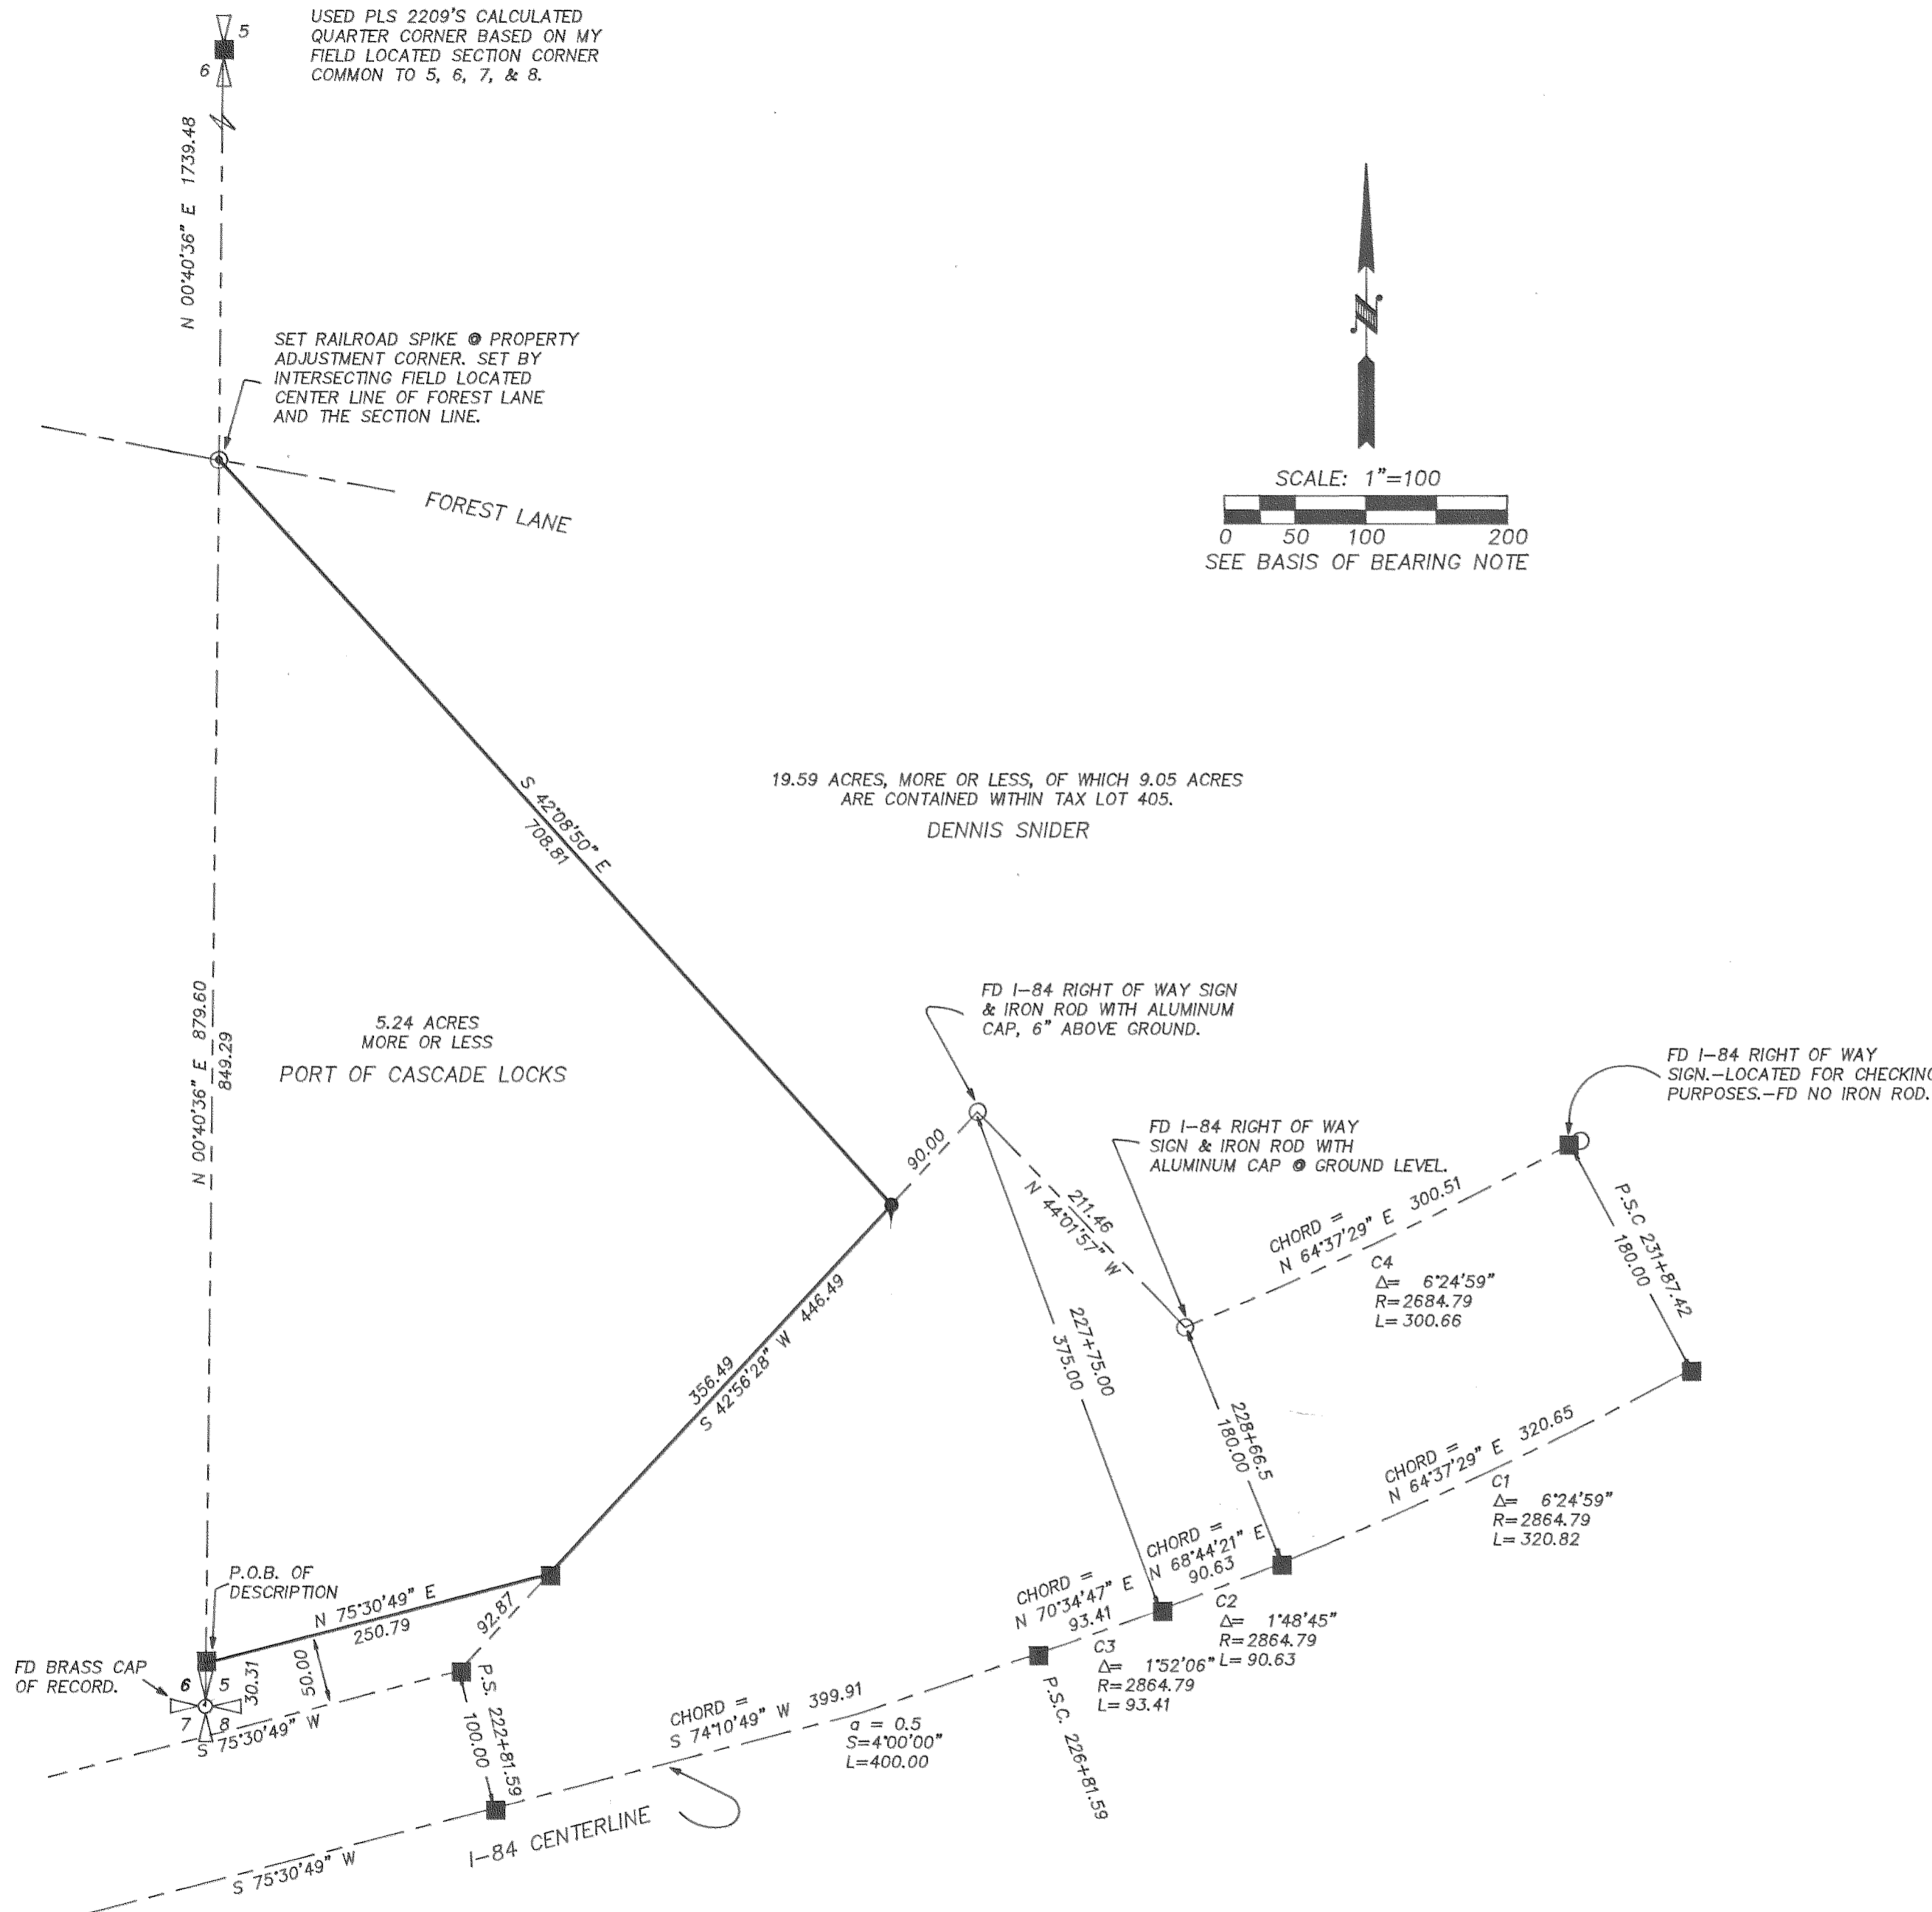 USED PLS 2209'S CALCULATED
QUARTER CORNER BASED ON MY
FIELD LOCATED SECTION CORNER
COMMON TO 5, 6, 7, & 8.
5
6
N 00°40'36" E 1739.48
SET RAILROAD SPIKE @ PROPERTY
ADJUSTMENT CORNER. SET BY
INTERSECTING FIELD LOCATED
CENTER LINE OF FOREST LANE
AND THE SECTION LINE.
FOREST LANE
N
SCALE: 1"=100
0 50 100 200
SEE BASIS OF BEARING NOTE
S 42°08'50" E
708.81
19.59 ACRES, MORE OR LESS, OF WHICH 9.05 ACRES
ARE CONTAINED WITHIN TAX LOT 405.
DENNIS SNIDER
N 00°40'36" E 879.60
849.29
5.24 ACRES
MORE OR LESS
PORT OF CASCADE LOCKS
FD I-84 RIGHT OF WAY SIGN
& IRON ROD WITH ALUMINUM
CAP, 6" ABOVE GROUND.
FD I-84 RIGHT OF WAY
SIGN.-LOCATED FOR CHECKING
PURPOSES.-FD NO IRON ROD.
FD I-84 RIGHT OF WAY
SIGN & IRON ROD WITH
ALUMINUM CAP @ GROUND LEVEL.
90.00
211.46
N 44°01'57" W
CHORD =
N 64°37'29" E 300.51
C4
Δ= 6°24'59"
R=2684.79
L= 300.66
P.S.C 231+87.42
180.00
356.49
S 42°56'28" W 446.49
227+75.00
375.00
228+66.5
180.00
CHORD =
N 64°37'29" E 320.65
C1
Δ= 6°24'59"
R=2864.79
L= 320.82
CHORD =
N 68°44'21" E
90.63
C2
Δ= 1°48'45"
R=2864.79
L= 90.63
CHORD =
N 70°34'47" E
93.41
C3
Δ= 1°52'06"
R=2864.79
L= 93.41
P.S.C. 226+81.59
P.O.B. OF
DESCRIPTION
N 75°30'49" E
250.79
92.87
FD BRASS CAP
OF RECORD.
6 5
7 8
30.31
50.00
S 75°30'49" W
P.S. 222+81.59
100.00
CHORD =
S 74°10'49" W 399.91
a = 0.5
S=4°00'00"
L=400.00
I-84 CENTERLINE
S 75°30'49" W